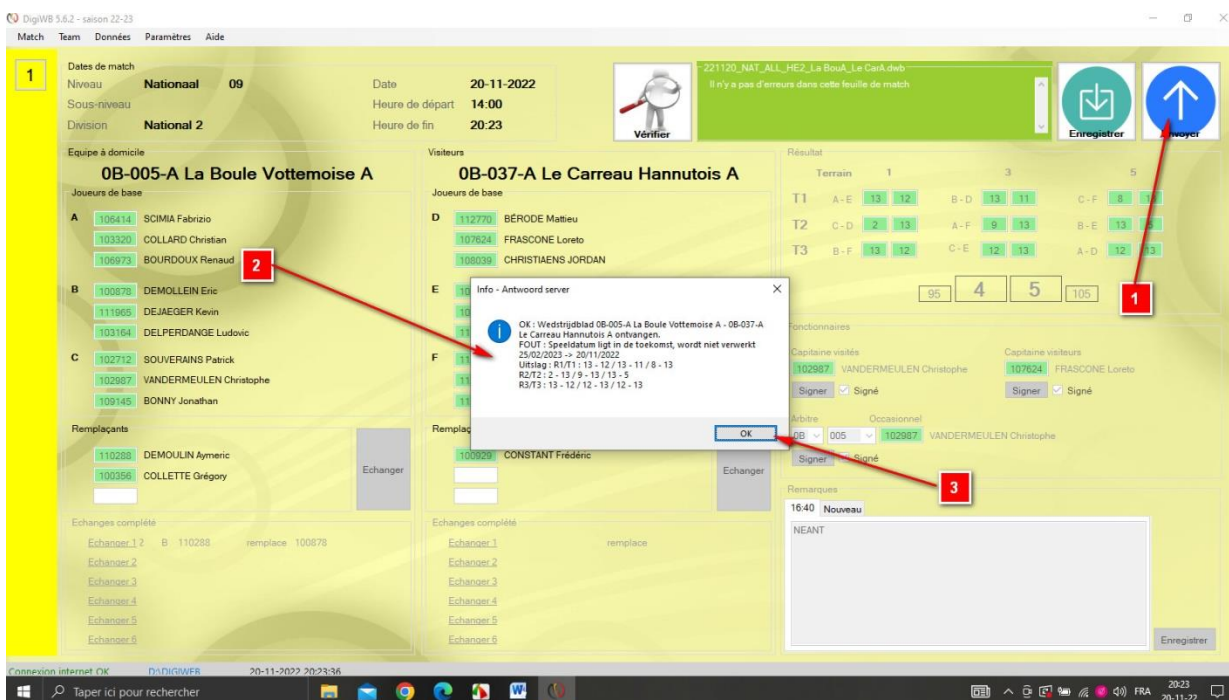 DigiWB 5.6.2 - saison 22-23
Match Team Données Paramètres Aide
1
Dates de match
Niveau Nationaal 09 Date 20-11-2022
Sous-niveau Heure de départ 14:00
Division National 2 Heure de fin 20:23
Vérifier
221120_NAT_ALL_HE2_La BouA_Le CarA.dwb
Il n'y a pas d'erreurs dans cette feuille de match
Enregistrer
Envoyer
1
Equipe à domicile
0B-005-A La Boule Vottemoise A
Joueurs de base
A 106414 SCIMIA Fabrizio
103320 COLLARD Christian
106973 BOURDOUX Renaud
2
B 100878 DEMOLLEIN Eric
111965 DEJAEGER Kevin
103164 DELPERDANGE Ludovic
C 102712 SOUVERAINS Patrick
102987 VANDERMEULEN Christophe
109145 BONNY Jonathan
Remplaçants
110288 DEMOULIN Aymeric
100356 COLLETTE Grégory
Echanger
Echanges complété
Echanger 1 2 B 110288 remplace 100878
Echanger 2
Echanger 3
Echanger 4
Echanger 5
Echanger 6
Visiteurs
0B-037-A Le Carreau Hannutois A
Joueurs de base
D 112770 BÉRODE Mattieu
107624 FRASCONE Loreto
108039 CHRISTIAENS JORDAN
E
F
Info - Antwoord server
OK : Wedstrijdblad 0B-005-A La Boule Vottemoise A - 0B-037-A
Le Carreau Hannutois A ontvangen.
FOUT : Speeldatum ligt in de toekomst, wordt niet verwerkt
25/02/2023 -> 20/11/2022
Uitslag : R1/T1 : 13 - 12 / 13 - 11 / 8 - 13
R2/T2 : 2 - 13 / 9 - 13 / 13 - 5
R3/T3 : 13 - 12 / 12 - 13 / 12 - 13
OK
3
100929 CONSTANT Frédéric
Echanger
Echanges complété
Echanger 1 remplace
Echanger 2
Echanger 3
Echanger 4
Echanger 5
Echanger 6
Résultat
Terrain 1 3 5
T1 A - E 13 12 B - D 13 11 C - F 8
T2 C - D 2 13 A - F 9 13 B - E 13 5
T3 B - F 13 12 C - E 12 13 A - D 12 13
95 4 5 105
Fonctionnaires
Capitaine visités Capitaine visiteurs
102987 VANDERMEULEN Christophe 107624 FRASCONE Loreto
Signer Signé Signer Signé
Arbitre Occasionnel
0B 005 102987 VANDERMEULEN Christophe
Signer Signé
Remarques
16:40 Nouveau
NEANT
Enregistrer
Connexion internet OK D:\DIGIWEB 20-11-2022 20:23:36
Taper ici pour rechercher
FRA
20:23
20-11-22